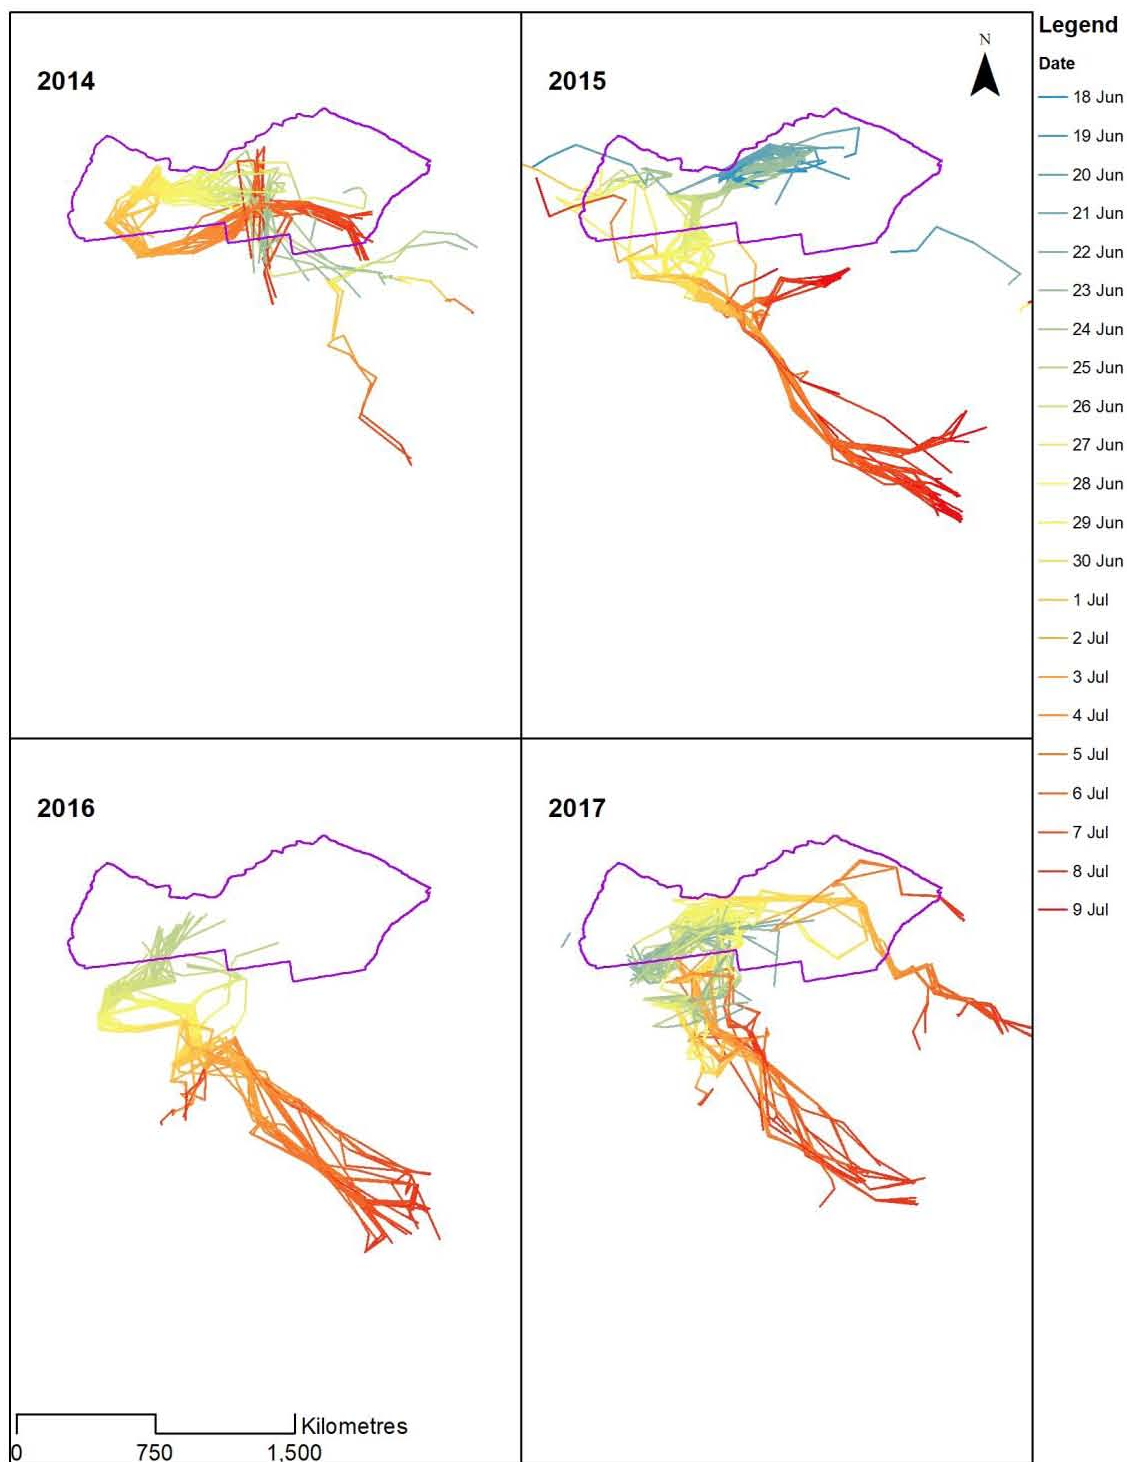 2014
2015
N
Legend
Date
18 Jun
19 Jun
20 Jun
21 Jun
22 Jun
23 Jun
24 Jun
25 Jun
26 Jun
27 Jun
28 Jun
29 Jun
30 Jun
1 Jul
2 Jul
3 Jul
4 Jul
5 Jul
6 Jul
7 Jul
8 Jul
9 Jul
2016
2017
Kilometres
0 750 1,500